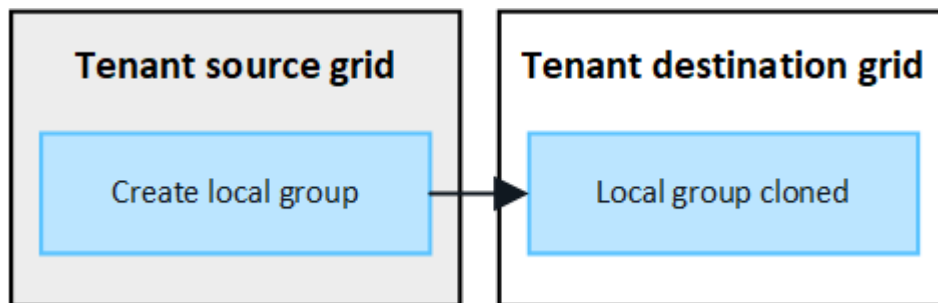 Tenant source grid
Tenant destination grid
Create local group
Local group cloned